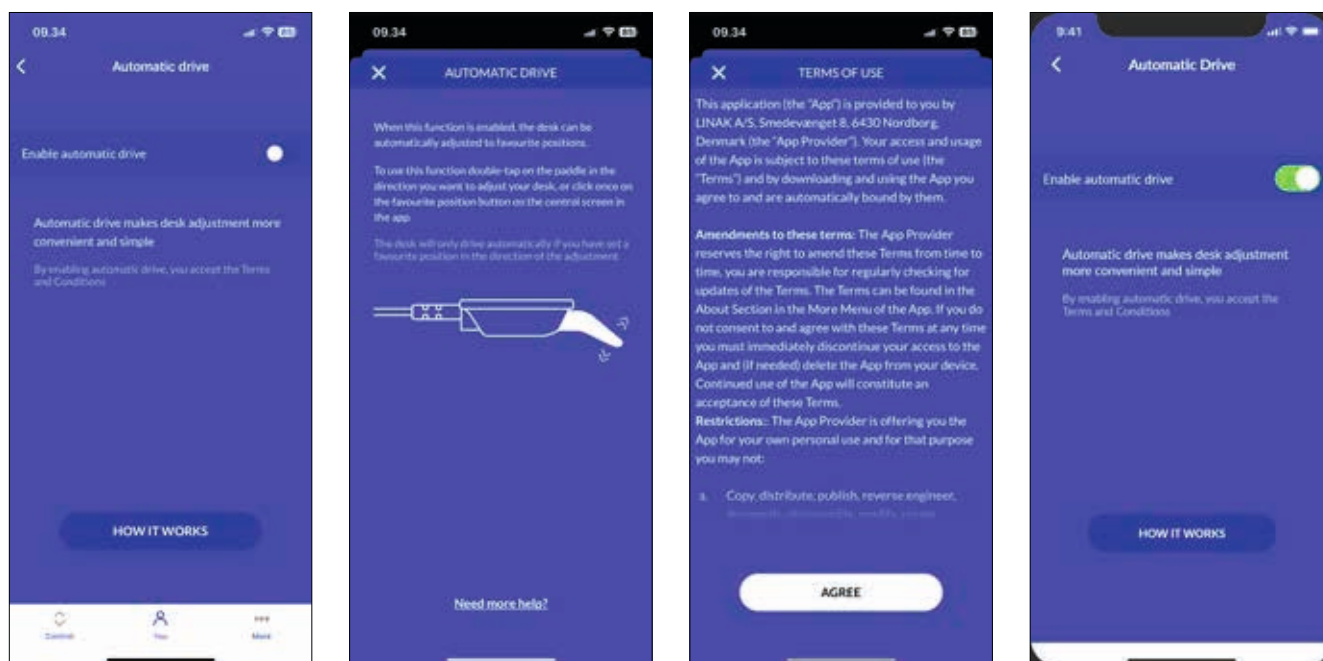 09.34
Automatic drive
Enable automatic drive
Automatic drive makes desk adjustment more
convenient and simple
By enabling automatic drive, you accept the Terms
and Conditions
HOW IT WORKS
Control
You
More
09.34
AUTOMATIC DRIVE
When this function is enabled, the desk can be
automatically adjusted to favourite positions.
To use this function double-tap on the paddle in the
direction you want to adjust your desk, or click once on
the favourite position button on the control screen in
the app
The desk will only drive automatically if you have set a
favourite position in the direction of the adjustment
Need more help?
09.34
TERMS OF USE
This application (the "App") is provided to you by
LINAK A/S, Smedevænget 8, 6430 Nordborg,
Denmark (the "App Provider"). Your access and usage
of the App is subject to these terms of use (the
"Terms") and by downloading and using the App you
agree to and are automatically bound by them.
Amendments to these terms: The App Provider
reserves the right to amend these Terms from time to
time, you are responsible for regularly checking for
updates of the Terms. The Terms can be found in the
About Section in the More Menu of the App. If you do
not consent to and agree with these Terms at any time
you must immediately discontinue your access to the
App and (if needed) delete the App from your device.
Continued use of the App will constitute an
acceptance of these Terms.
Restrictions:: The App Provider is offering you the
App for your own personal use and for that purpose
you may not:
a. Copy, distribute, publish, reverse engineer,
AGREE
9:41
Automatic Drive
Enable automatic drive
Automatic drive makes desk adjustment
more convenient and simple
By enabling automatic drive, you accept the
Terms and Conditions
HOW IT WORKS